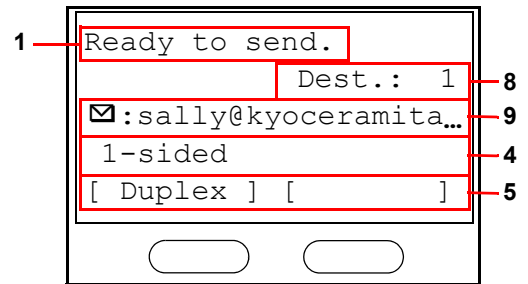 1
Ready to send.
Dest.: 1
8
:sally@kyoceramita…
9
1-sided
4
[ Duplex ] [ ]
5